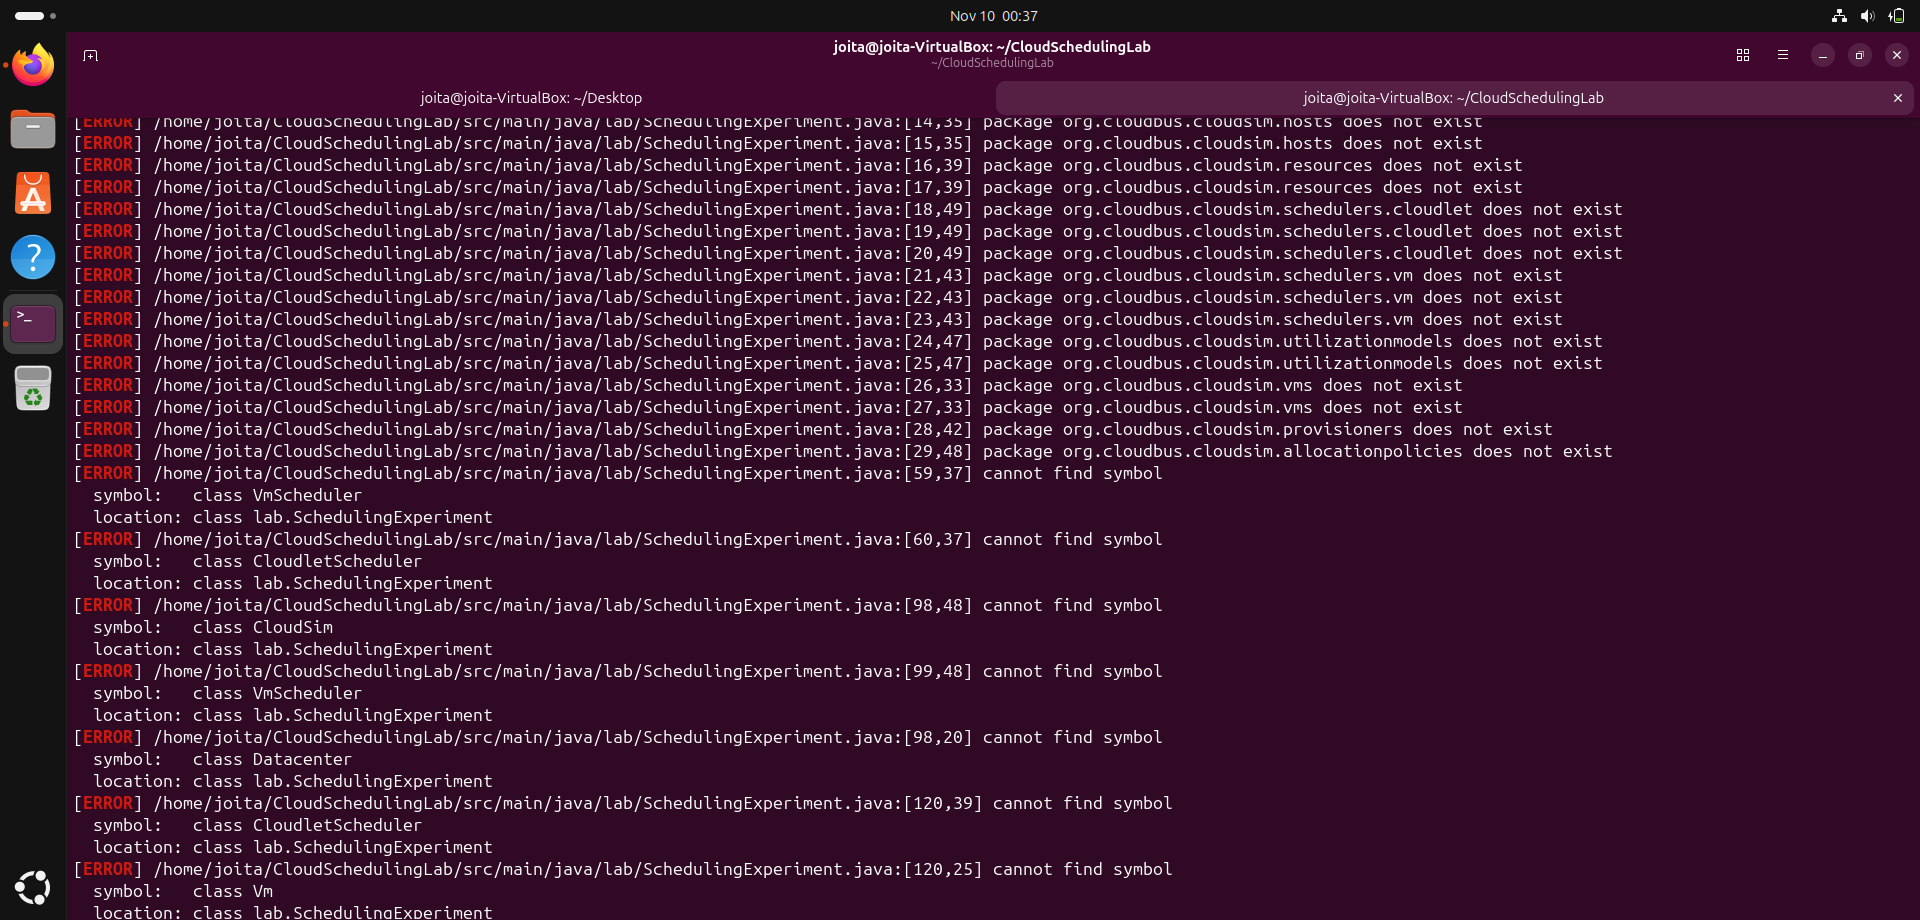 Nov 10 00:37
joita@joita-VirtualBox: ~/CloudSchedulingLab
~/CloudSchedulingLab
joita@joita-VirtualBox: ~/Desktop
joita@joita-VirtualBox: ~/CloudSchedulingLab
[ERROR] /home/joita/CloudSchedulingLab/src/main/java/lab/SchedulingExperiment.java:[14,35] package org.cloudbus.cloudsim.hosts does not exist
[ERROR] /home/joita/CloudSchedulingLab/src/main/java/lab/SchedulingExperiment.java:[15,35] package org.cloudbus.cloudsim.hosts does not exist
[ERROR] /home/joita/CloudSchedulingLab/src/main/java/lab/SchedulingExperiment.java:[16,39] package org.cloudbus.cloudsim.resources does not exist
[ERROR] /home/joita/CloudSchedulingLab/src/main/java/lab/SchedulingExperiment.java:[17,39] package org.cloudbus.cloudsim.resources does not exist
[ERROR] /home/joita/CloudSchedulingLab/src/main/java/lab/SchedulingExperiment.java:[18,49] package org.cloudbus.cloudsim.schedulers.cloudlet does not exist
[ERROR] /home/joita/CloudSchedulingLab/src/main/java/lab/SchedulingExperiment.java:[19,49] package org.cloudbus.cloudsim.schedulers.cloudlet does not exist
[ERROR] /home/joita/CloudSchedulingLab/src/main/java/lab/SchedulingExperiment.java:[20,49] package org.cloudbus.cloudsim.schedulers.cloudlet does not exist
[ERROR] /home/joita/CloudSchedulingLab/src/main/java/lab/SchedulingExperiment.java:[21,43] package org.cloudbus.cloudsim.schedulers.vm does not exist
[ERROR] /home/joita/CloudSchedulingLab/src/main/java/lab/SchedulingExperiment.java:[22,43] package org.cloudbus.cloudsim.schedulers.vm does not exist
[ERROR] /home/joita/CloudSchedulingLab/src/main/java/lab/SchedulingExperiment.java:[23,43] package org.cloudbus.cloudsim.schedulers.vm does not exist
[ERROR] /home/joita/CloudSchedulingLab/src/main/java/lab/SchedulingExperiment.java:[24,47] package org.cloudbus.cloudsim.utilizationmodels does not exist
[ERROR] /home/joita/CloudSchedulingLab/src/main/java/lab/SchedulingExperiment.java:[25,47] package org.cloudbus.cloudsim.utilizationmodels does not exist
[ERROR] /home/joita/CloudSchedulingLab/src/main/java/lab/SchedulingExperiment.java:[26,33] package org.cloudbus.cloudsim.vms does not exist
[ERROR] /home/joita/CloudSchedulingLab/src/main/java/lab/SchedulingExperiment.java:[27,33] package org.cloudbus.cloudsim.vms does not exist
[ERROR] /home/joita/CloudSchedulingLab/src/main/java/lab/SchedulingExperiment.java:[28,42] package org.cloudbus.cloudsim.provisioners does not exist
[ERROR] /home/joita/CloudSchedulingLab/src/main/java/lab/SchedulingExperiment.java:[29,48] package org.cloudbus.cloudsim.allocationpolicies does not exist
[ERROR] /home/joita/CloudSchedulingLab/src/main/java/lab/SchedulingExperiment.java:[59,37] cannot find symbol
symbol: class VmScheduler
location: class lab.SchedulingExperiment
[ERROR] /home/joita/CloudSchedulingLab/src/main/java/lab/SchedulingExperiment.java:[60,37] cannot find symbol
symbol: class CloudletScheduler
location: class lab.SchedulingExperiment
[ERROR] /home/joita/CloudSchedulingLab/src/main/java/lab/SchedulingExperiment.java:[98,48] cannot find symbol
symbol: class CloudSim
location: class lab.SchedulingExperiment
[ERROR] /home/joita/CloudSchedulingLab/src/main/java/lab/SchedulingExperiment.java:[99,48] cannot find symbol
symbol: class VmScheduler
location: class lab.SchedulingExperiment
[ERROR] /home/joita/CloudSchedulingLab/src/main/java/lab/SchedulingExperiment.java:[98,20] cannot find symbol
symbol: class Datacenter
location: class lab.SchedulingExperiment
[ERROR] /home/joita/CloudSchedulingLab/src/main/java/lab/SchedulingExperiment.java:[120,39] cannot find symbol
symbol: class CloudletScheduler
location: class lab.SchedulingExperiment
[ERROR] /home/joita/CloudSchedulingLab/src/main/java/lab/SchedulingExperiment.java:[120,25] cannot find symbol
symbol: class Vm
location: class lab.SchedulingExperiment